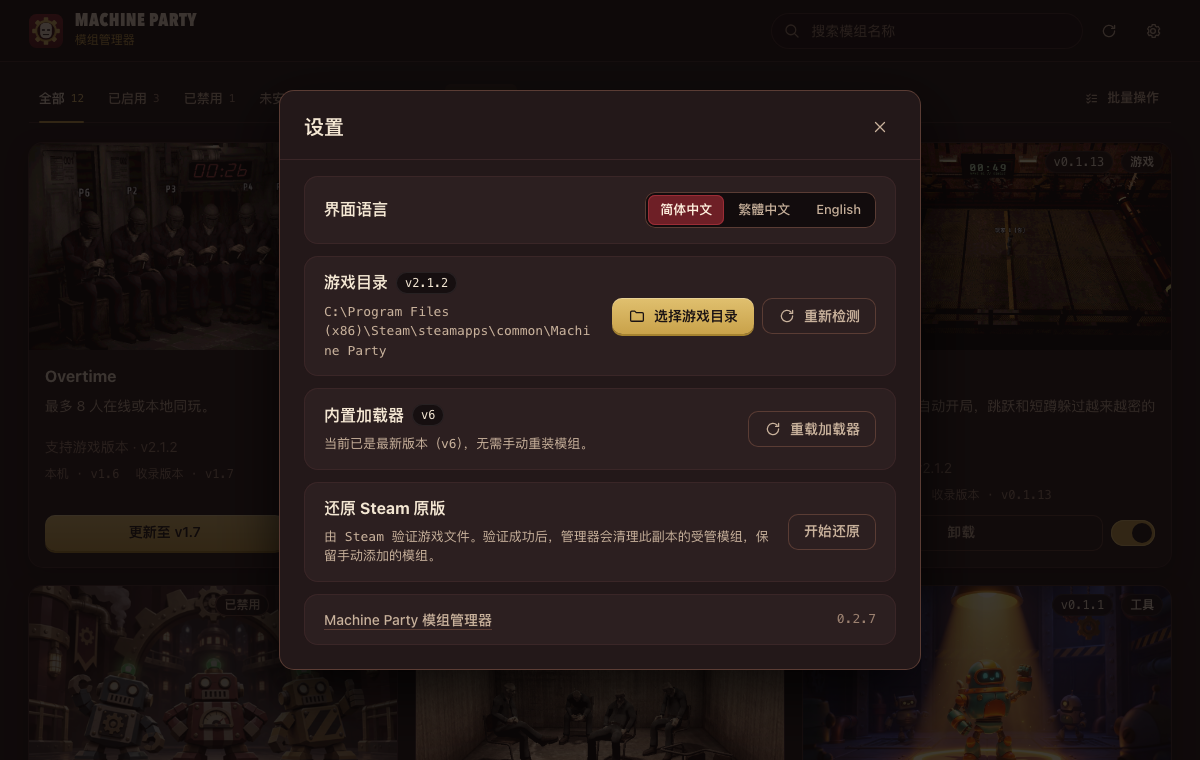 MACHINE PARTY
模组管理器
搜索模组名称
全部 12 已启用 3 已禁用 1
批量操作
设置
界面语言
简体中文 繁體中文 English
游戏目录 v2.1.2
C:\Program Files
(x86)\Steam\steamapps\common\Machi
ne Party
选择游戏目录 重新检测
内置加载器 v6
当前已是最新版本 (v6)，无需手动重装模组。
重载加载器
还原 Steam 原版
由 Steam 验证游戏文件。验证成功后，管理器会清理此副本的受管模组，保
留手动添加的模组。
开始还原
Machine Party 模组管理器 0.2.7
00:26
P6 P2 P3 P4
Overtime
最多 8 人在线或本地同玩。
支持游戏版本 · v2.1.2
本机 · v1.6 收录版本 · v1.7
更新至 v1.7
00:49
v0.1.13 游戏
自动开局，跳跃和短蹲躲过越来越密的
2.1.2
收录版本 · v0.1.13
卸载
已禁用
v0.1.1 工具